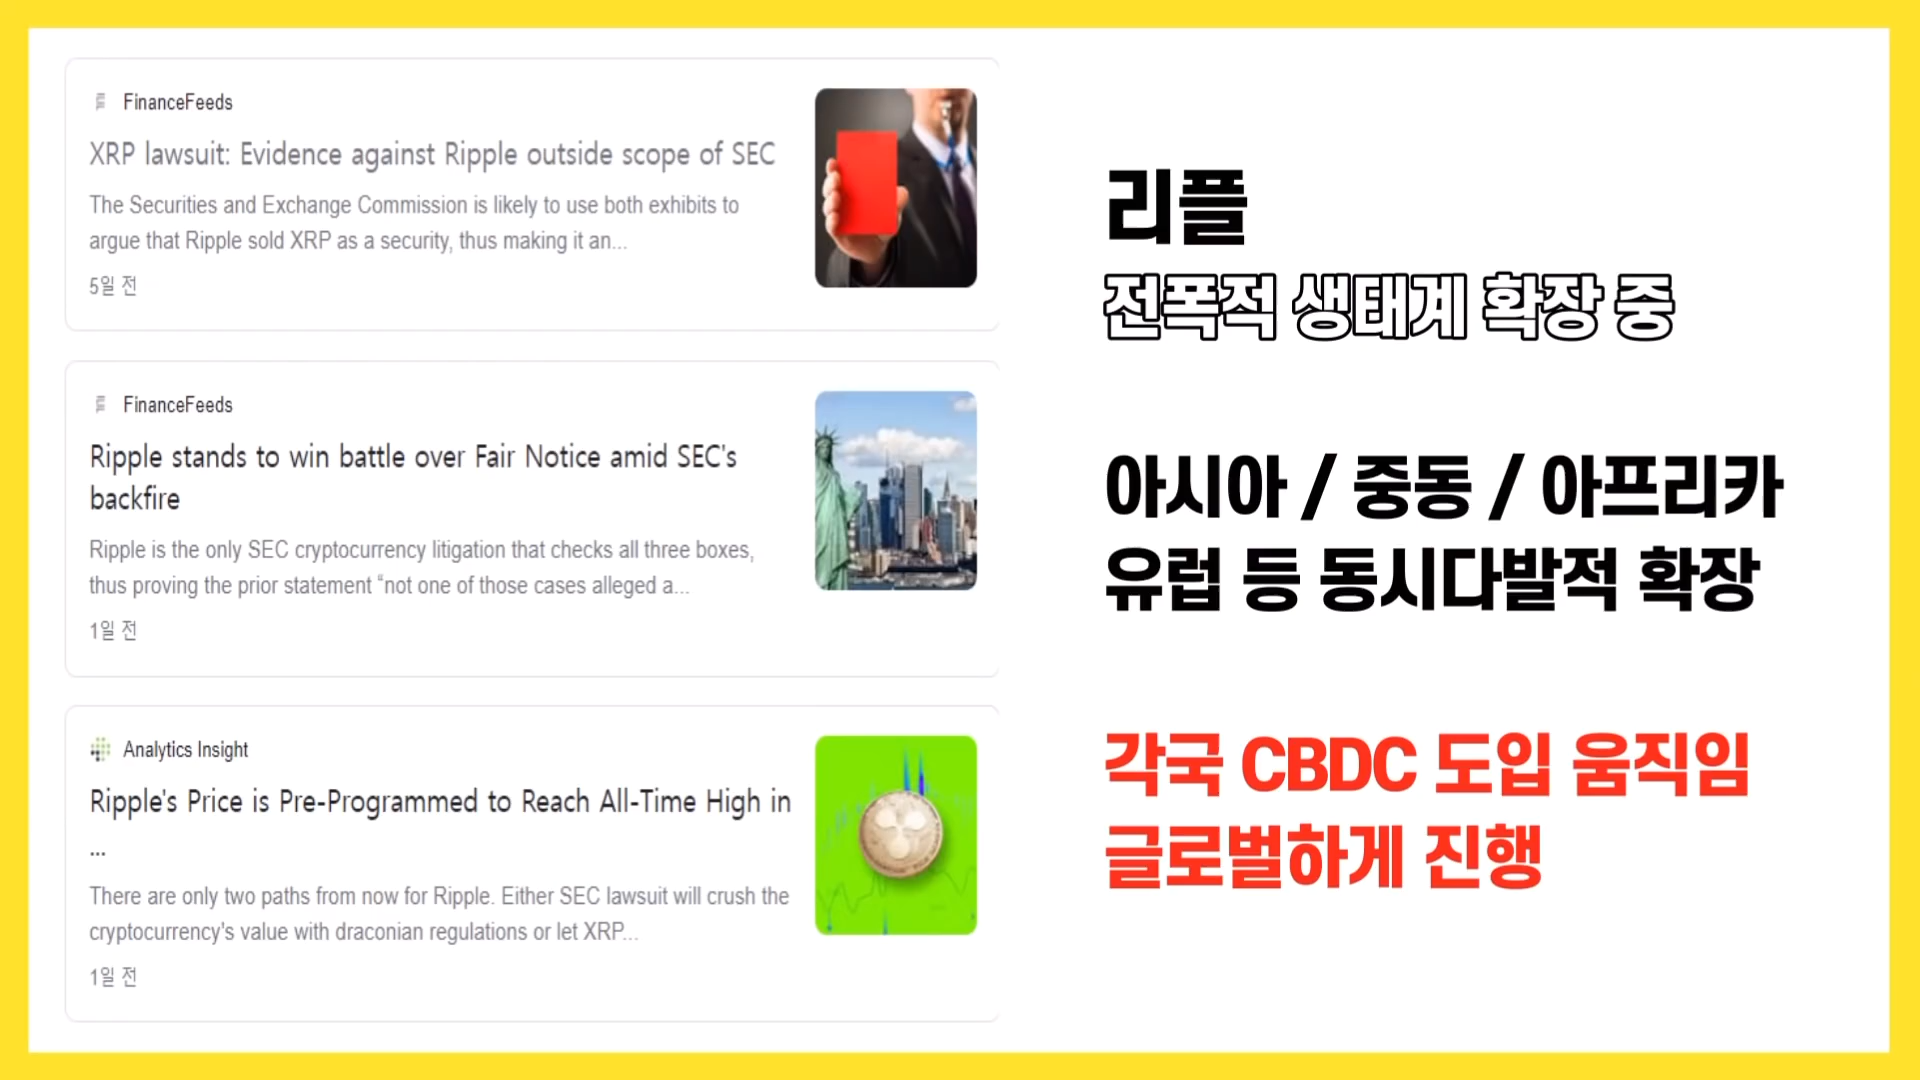 FinanceFeeds
XRP lawsuit: Evidence against Ripple outside scope of SEC
The Securities and Exchange Commission is likely to use both exhibits to
argue that Ripple sold XRP as a security, thus making it an...
5일 전
FinanceFeeds
Ripple stands to win battle over Fair Notice amid SEC's
backfire
Ripple is the only SEC cryptocurrency litigation that checks all three boxes,
thus proving the prior statement “not one of those cases alleged a...
1일 전
Analytics Insight
Ripple's Price is Pre-Programmed to Reach All-Time High in
...
There are only two paths from now for Ripple. Either SEC lawsuit will crush the
cryptocurrency's value with draconian regulations or let XRP...
1일 전
리플
전폭적 생태계 확장 중
아시아 / 중동 / 아프리카
유럽 등 동시다발적 확장
각국 CBDC 도입 움직임
글로벌하게 진행